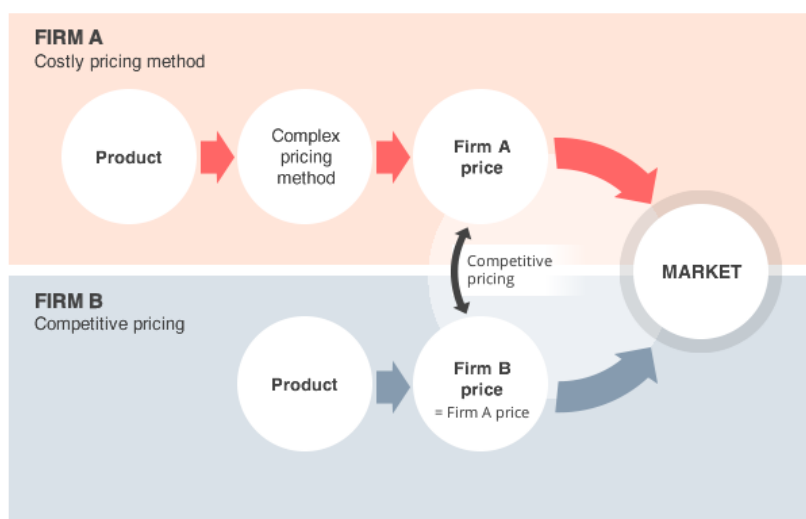 FIRM A
Costly pricing method
Product
Complex
pricing
method
Firm A
price
Competitive
pricing
MARKET
FIRM B
Competitive pricing
Product
Firm B
price
= Firm A price